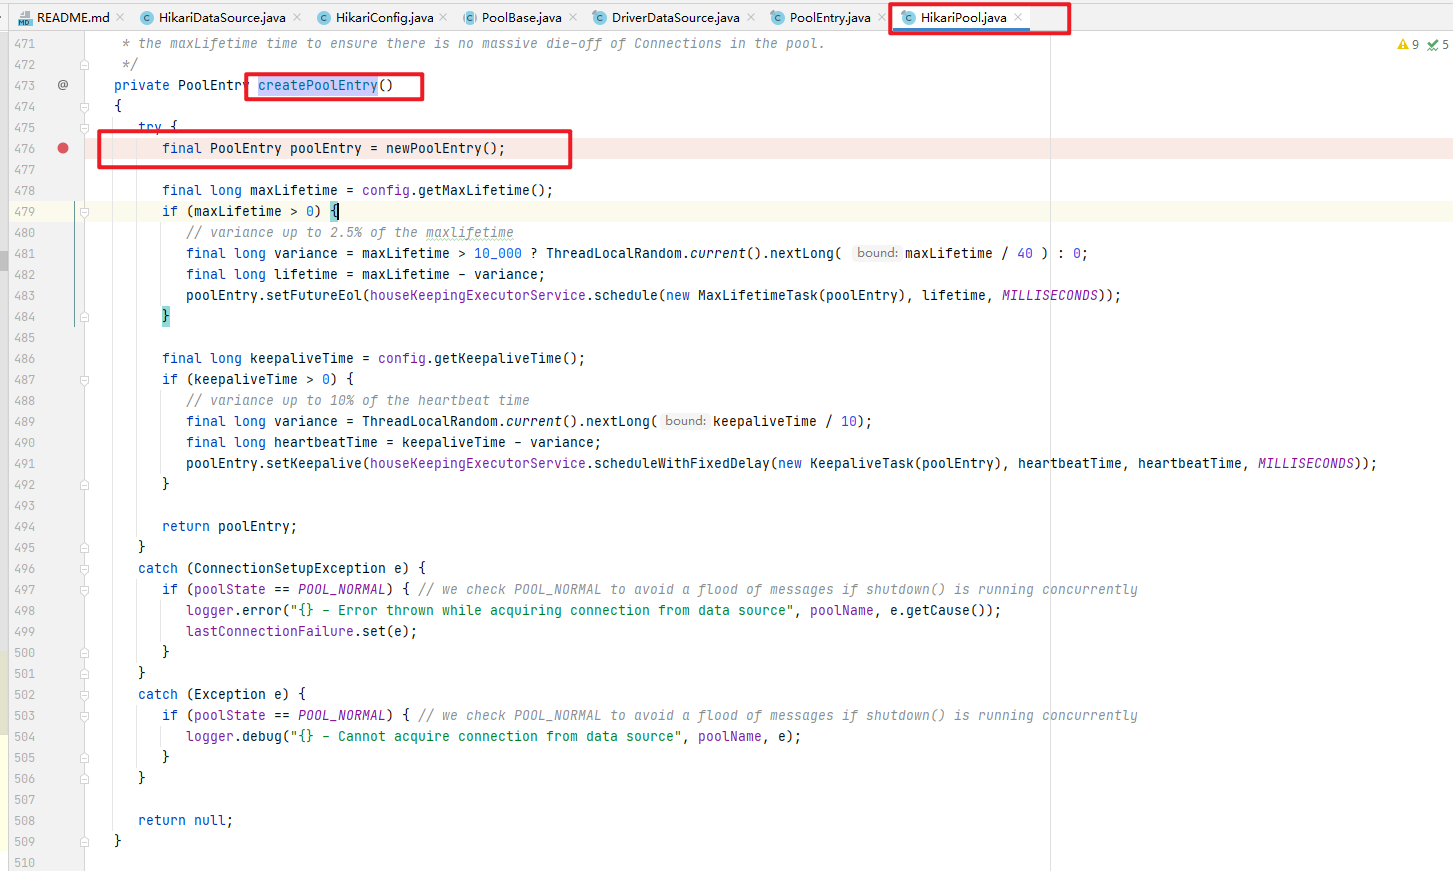 README.md HikariDataSource.java HikariConfig.java PoolBase.java DriverDataSource.java PoolEntry.java HikariPool.java
471 * the maxLifetime time to ensure there is no massive die-off of Connections in the pool. 9 5
472 */
473 @ private PoolEntry createPoolEntry()
474 {
475 try {
476 final PoolEntry poolEntry = newPoolEntry();
477
478 final long maxLifetime = config.getMaxLifetime();
479 if (maxLifetime > 0) {
480 // variance up to 2.5% of the maxlifetime
481 final long variance = maxLifetime > 10_000 ? ThreadLocalRandom.current().nextLong( bound: maxLifetime / 40 ) : 0;
482 final long lifetime = maxLifetime - variance;
483 poolEntry.setFutureEol(houseKeepingExecutorService.schedule(new MaxLifetimeTask(poolEntry), lifetime, MILLISECONDS));
484 }
485
486 final long keepaliveTime = config.getKeepaliveTime();
487 if (keepaliveTime > 0) {
488 // variance up to 10% of the heartbeat time
489 final long variance = ThreadLocalRandom.current().nextLong( bound: keepaliveTime / 10);
490 final long heartbeatTime = keepaliveTime - variance;
491 poolEntry.setKeepalive(houseKeepingExecutorService.scheduleWithFixedDelay(new KeepaliveTask(poolEntry), heartbeatTime, heartbeatTime, MILLISECONDS));
492 }
493
494 return poolEntry;
495 }
496 catch (ConnectionSetupException e) {
497 if (poolState == POOL_NORMAL) { // we check POOL_NORMAL to avoid a flood of messages if shutdown() is running concurrently
498 logger.error("{} - Error thrown while acquiring connection from data source", poolName, e.getCause());
499 lastConnectionFailure.set(e);
500 }
501 }
502 catch (Exception e) {
503 if (poolState == POOL_NORMAL) { // we check POOL_NORMAL to avoid a flood of messages if shutdown() is running concurrently
504 logger.debug("{} - Cannot acquire connection from data source", poolName, e);
505 }
506 }
507
508 return null;
509 }
510